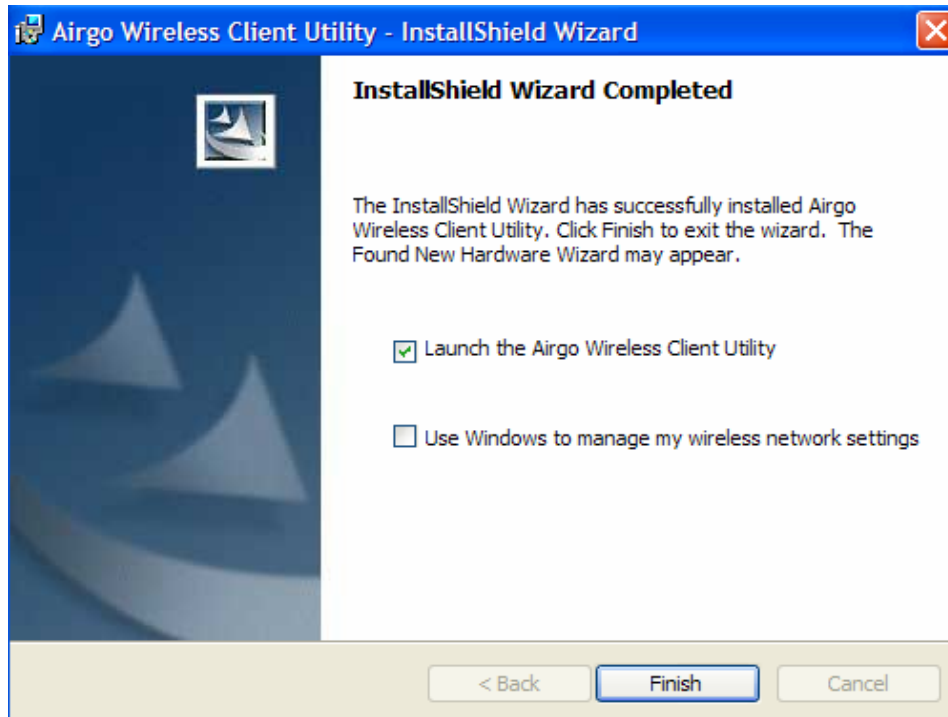 Airgo Wireless Client Utility - InstallShield Wizard
InstallShield Wizard Completed
The InstallShield Wizard has successfully installed Airgo
Wireless Client Utility. Click Finish to exit the wizard. The
Found New Hardware Wizard may appear.
Launch the Airgo Wireless Client Utility
Use Windows to manage my wireless network settings
< Back
Finish
Cancel